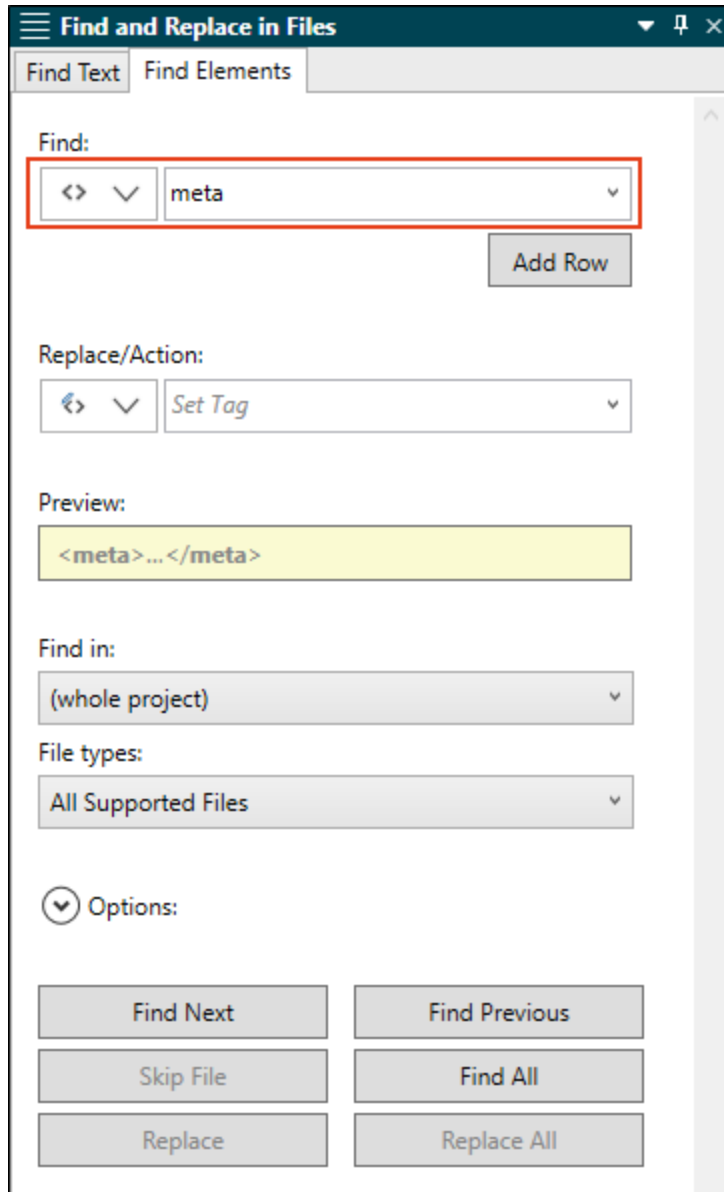 Find and Replace in Files
Find Text Find Elements
Find:
<> meta
Add Row
Replace/Action:
<> Set Tag
Preview:
<meta>...</meta>
Find in:
(whole project)
File types:
All Supported Files
Options:
Find Next Find Previous
Skip File Find All
Replace Replace All